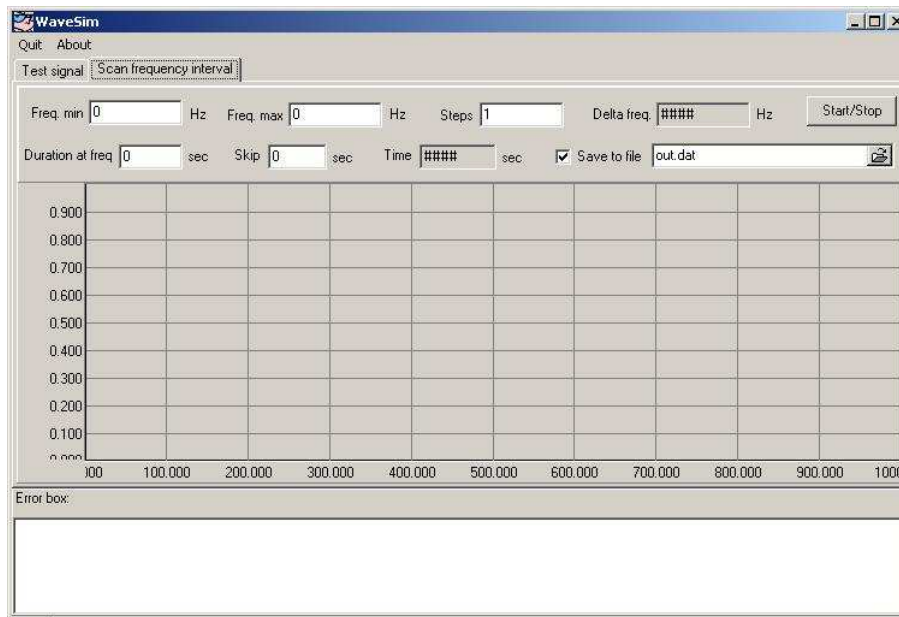 WaveSim
Quit About
Test signal Scan frequency interval
Freq. min 0 Hz Freq. max 0 Hz Steps 1 Delta freq. #### Hz Start/Stop
Duration at freq 0 sec Skip 0 sec Time #### sec Save to file out.dat
0.900
0.800
0.700
0.600
0.500
0.400
0.300
0.200
0.100
0.000
100.000 200.000 300.000 400.000 500.000 600.000 700.000 800.000 900.000
Error box: